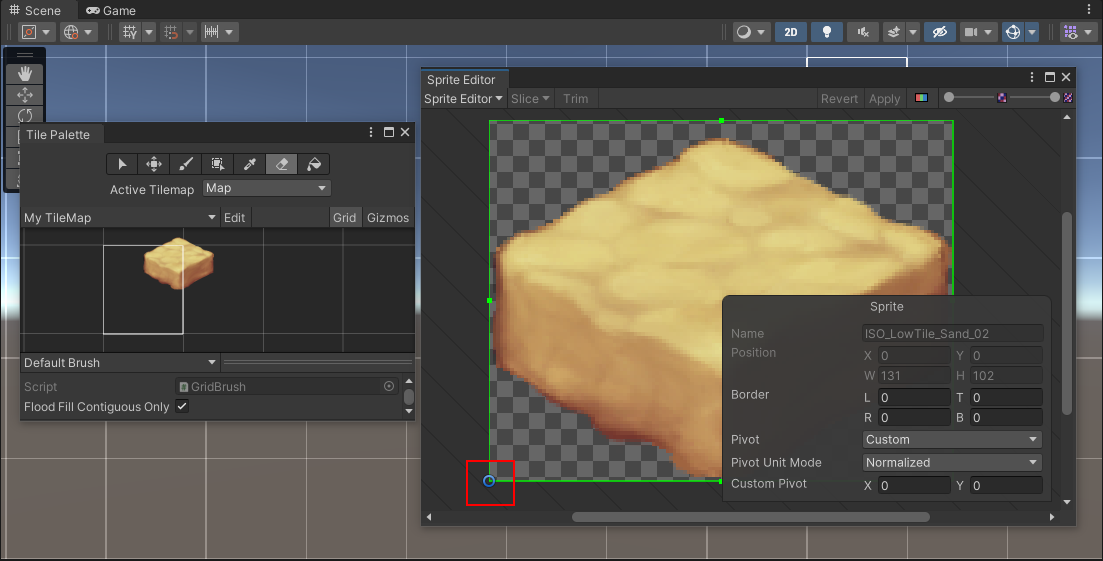 Scene Game
2D
Sprite Editor
Sprite Editor Slice Trim Revert Apply
Tile Palette
Active Tilemap Map
My TileMap Edit Grid Gizmos
Default Brush
Script GridBrush
Flood Fill Contiguous Only
Sprite
Name ISO_LowTile_Sand_02
Position X 0 Y 0
W 131 H 102
Border L 0 T 0
R 0 B 0
Pivot Custom
Pivot Unit Mode Normalized
Custom Pivot X 0 Y 0